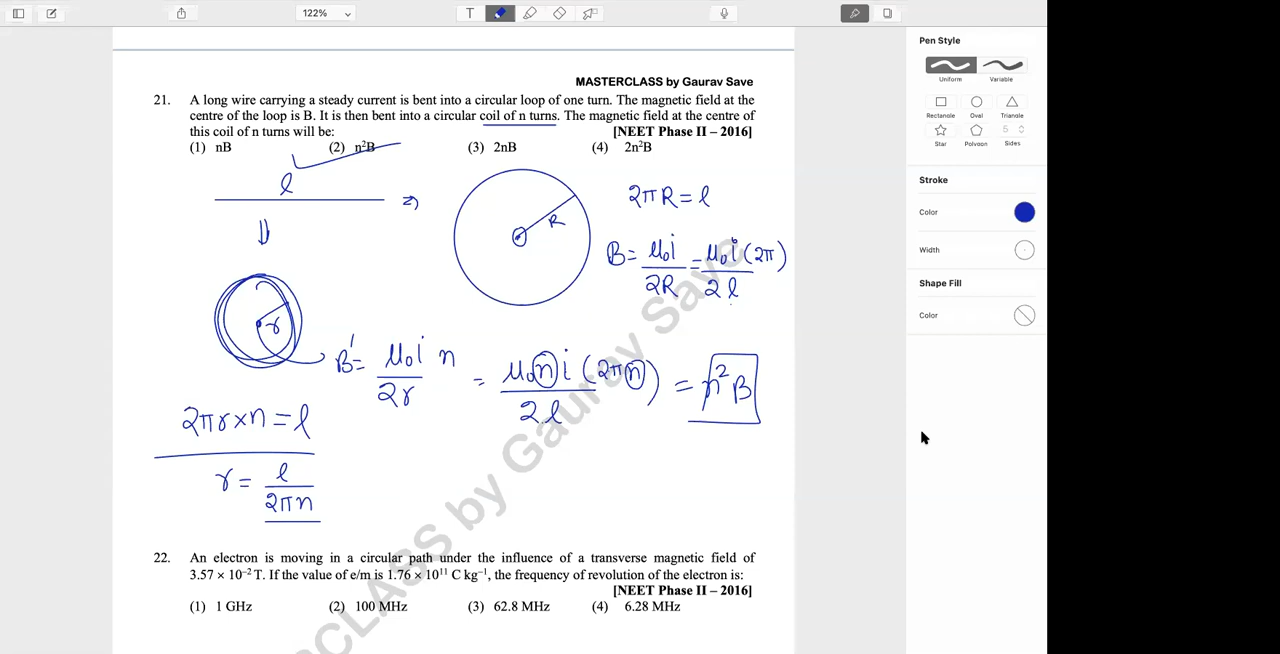 122%
T
Pen Style
Uniform
Variable
Rectangle
Oval
Triangle
Star
Polygon
5
Sides
Stroke
Color
Width
Shape Fill
Color
MASTERCLASS by Gaurav Save
21. A long wire carrying a steady current is bent into a circular loop of one turn. The magnetic field at the
centre of the loop is B. It is then bent into a circular coil of n turns. The magnetic field at the centre of
this coil of n turns will be: [NEET Phase II – 2016]
(1) nB (2) n²B (3) 2nB (4) 2n²B
l
⇒
R
2πR = l
B = μ₀i/2R = μ₀i(2π)/2l
r
B' = μ₀i/2r n = μ₀ni(2πn)/2l = n²B
2πr×n = l
r = l/2πn
22. An electron is moving in a circular path under the influence of a transverse magnetic field of
3.57 × 10⁻² T. If the value of e/m is 1.76 × 10¹¹ C kg⁻¹, the frequency of revolution of the electron is:
[NEET Phase II – 2016]
(1) 1 GHz (2) 100 MHz (3) 62.8 MHz (4) 6.28 MHz
CLASS by Gaurav Save